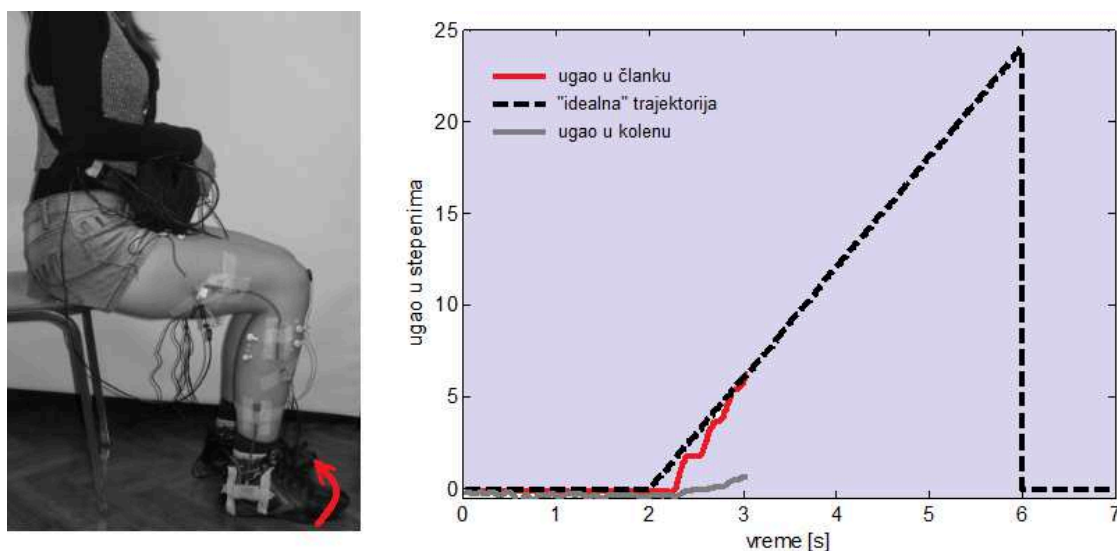 25
20
15
10
5
0
ugao u stepenima
ugao u članku
"idealna" trajektorija
ugao u kolenu
0 1 2 3 4 5 6 7
vreme [s]